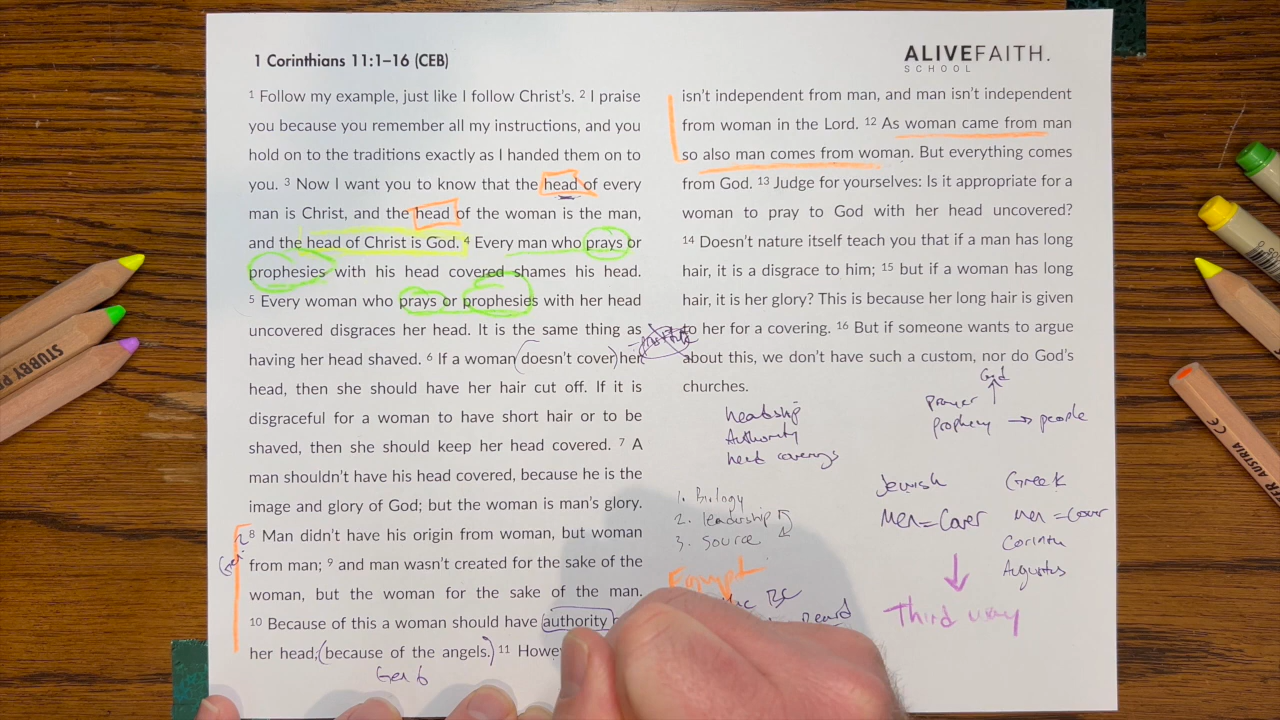 1 Corinthians 11:1–16 (CEB)
ALIVEFAITH.
SCHOOL
1 Follow my example, just like I follow Christ's. 2 I praise
you because you remember all my instructions, and you
hold on to the traditions exactly as I handed them on to
you. 3 Now I want you to know that the head of every
man is Christ, and the head of the woman is the man,
and the head of Christ is God. 4 Every man who prays or
prophesies with his head covered shames his head.
5 Every woman who prays or prophesies with her head
uncovered disgraces her head. It is the same thing as
having her head shaved. 6 If a woman doesn't cover her
head, then she should have her hair cut off. If it is
disgraceful for a woman to have short hair or to be
shaved, then she should keep her head covered. 7 A
man shouldn't have his head covered, because he is the
image and glory of God; but the woman is man's glory.
8 Man didn't have his origin from woman, but woman
from man; 9 and man wasn't created for the sake of the
woman, but the woman for the sake of the man.
10 Because of this a woman should have authority
her head; (because of the angels.) 11
Gen 6
isn't independent from man, and man isn't independent
from woman in the Lord. 12 As woman came from man
so also man comes from woman. But everything comes
from God. 13 Judge for yourselves: Is it appropriate for a
woman to pray to God with her head uncovered?
14 Doesn't nature itself teach you that if a man has long
hair, it is a disgrace to him; 15 but if a woman has long
hair, it is her glory? This is because her long hair is given
to her for a covering. 16 But if someone wants to argue
about this, we don't have such a custom, nor do God's
churches.
headship
Authority
head coverings
God
prayer
prophecy → people
1. Biology
2. leadership
3. source
Jewish
Men = Cover
Greek
Men = Cover
Corinth
Augustus
Third way
Egypt
BC
STUBBY
ER AUSTRIA